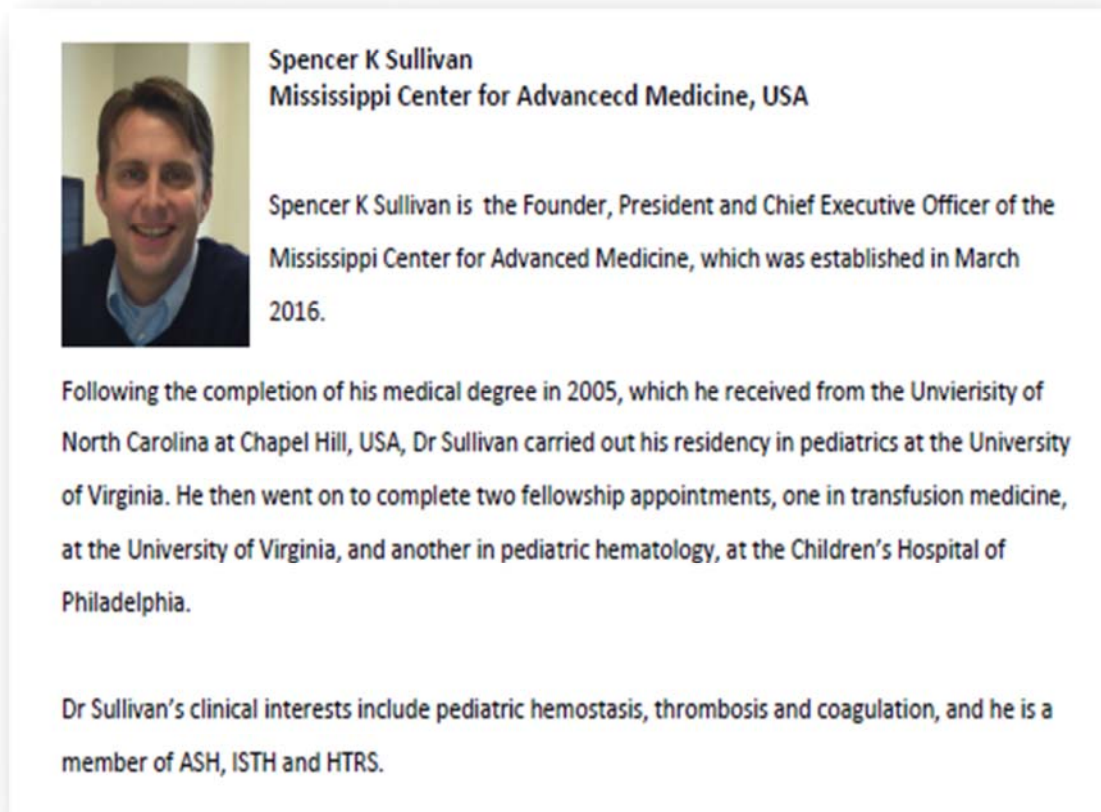 Spencer K Sullivan
Mississippi Center for Advancecd Medicine, USA
Spencer K Sullivan is the Founder, President and Chief Executive Officer of the
Mississippi Center for Advanced Medicine, which was established in March
2016.
Following the completion of his medical degree in 2005, which he received from the Unvierisity of
North Carolina at Chapel Hill, USA, Dr Sullivan carried out his residency in pediatrics at the University
of Virginia. He then went on to complete two fellowship appointments, one in transfusion medicine,
at the University of Virginia, and another in pediatric hematology, at the Children's Hospital of
Philadelphia.
Dr Sullivan's clinical interests include pediatric hemostasis, thrombosis and coagulation, and he is a
member of ASH, ISTH and HTRS.